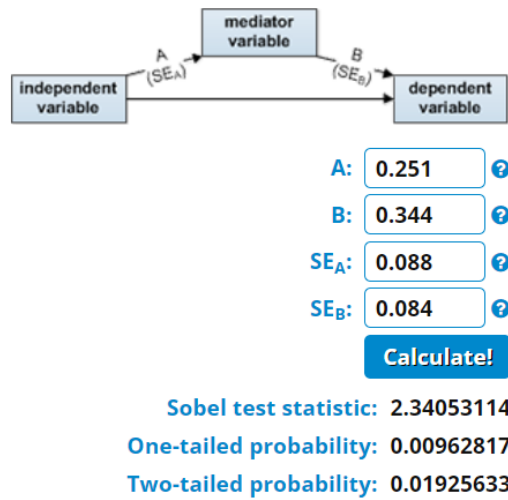 mediator
variable
A
(SEA)
B
(SEB)
independent
variable
dependent
variable
A: 0.251 ?
B: 0.344 ?
SEA: 0.088 ?
SEB: 0.084 ?
Calculate!
Sobel test statistic: 2.34053114
One-tailed probability: 0.00962817
Two-tailed probability: 0.01925633